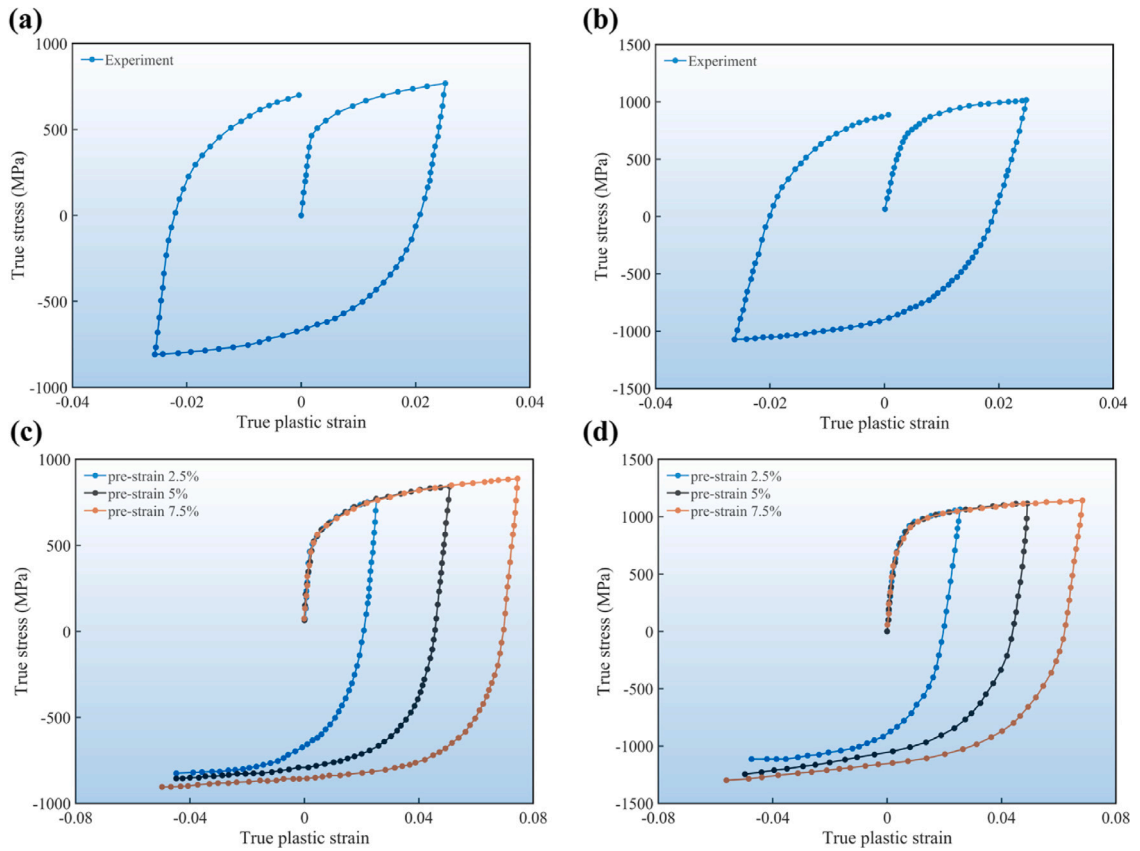 (a)
1000
500
0
-500
-1000
True stress (MPa)
Experiment
-0.04
-0.02
0
0.02
0.04
True plastic strain
(b)
1500
1000
500
0
-500
-1000
-1500
True stress (MPa)
Experiment
-0.04
-0.02
0
0.02
0.04
True plastic strain
(c)
1000
500
0
-500
-1000
True stress (MPa)
pre-strain 2.5%
pre-strain 5%
pre-strain 7.5%
-0.08
-0.04
0
0.04
0.08
True plastic strain
(d)
1500
1000
500
0
-500
-1000
-1500
True stress (MPa)
pre-strain 2.5%
pre-strain 5%
pre-strain 7.5%
-0.08
-0.04
0
0.04
0.08
True plastic strain